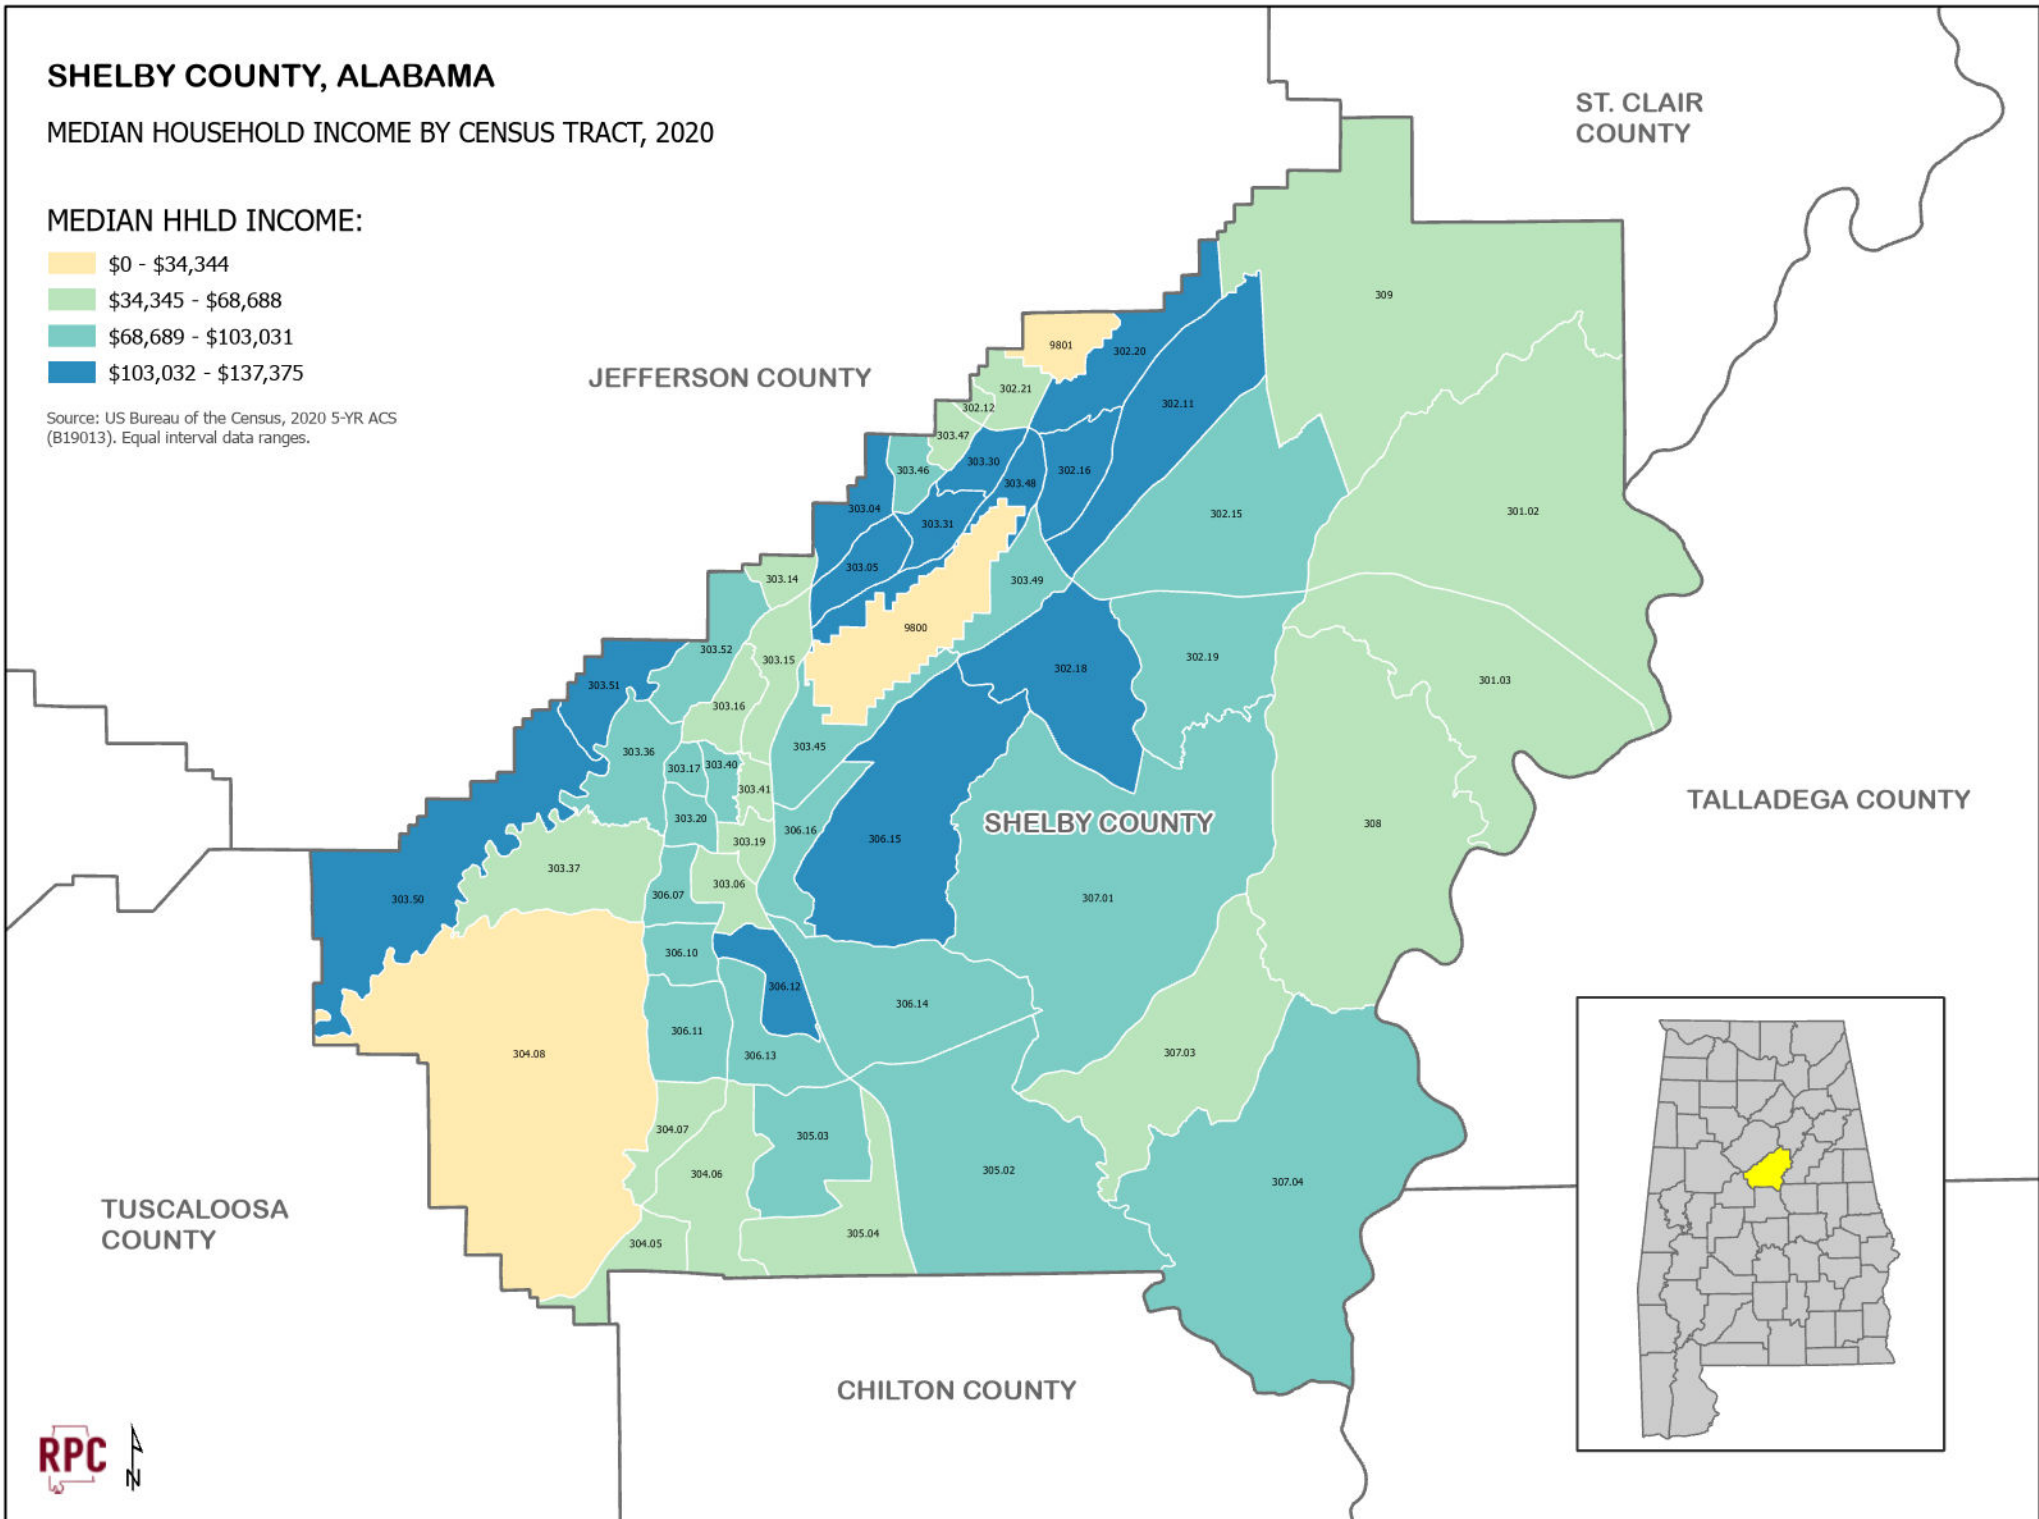 SHELBY COUNTY, ALABAMA
MEDIAN HOUSEHOLD INCOME BY CENSUS TRACT, 2020
MEDIAN HHLD INCOME:
$0 - $34,344
$34,345 - $68,688
$68,689 - $103,031
$103,032 - $137,375
Source: US Bureau of the Census, 2020 5-YR ACS
(B19013). Equal interval data ranges.
ST. CLAIR
COUNTY
JEFFERSON COUNTY
309
9801
302.20
302.21
302.11
302.12
303.47
303.30
303.46
302.16
303.48
303.04
303.31
302.15
301.02
303.05
303.14
303.49
9800
303.52
303.15
302.19
302.18
301.03
303.51
303.16
303.45
303.36
303.17
303.40
303.41
TALLADEGA COUNTY
303.20
SHELBY COUNTY
308
306.16
306.15
303.19
303.37
303.06
306.07
303.50
307.01
306.10
306.12
306.14
306.11
304.08
306.13
307.03
304.07
305.03
304.06
305.02
307.04
TUSCALOOSA
COUNTY
305.04
304.05
CHILTON COUNTY
RPC
N